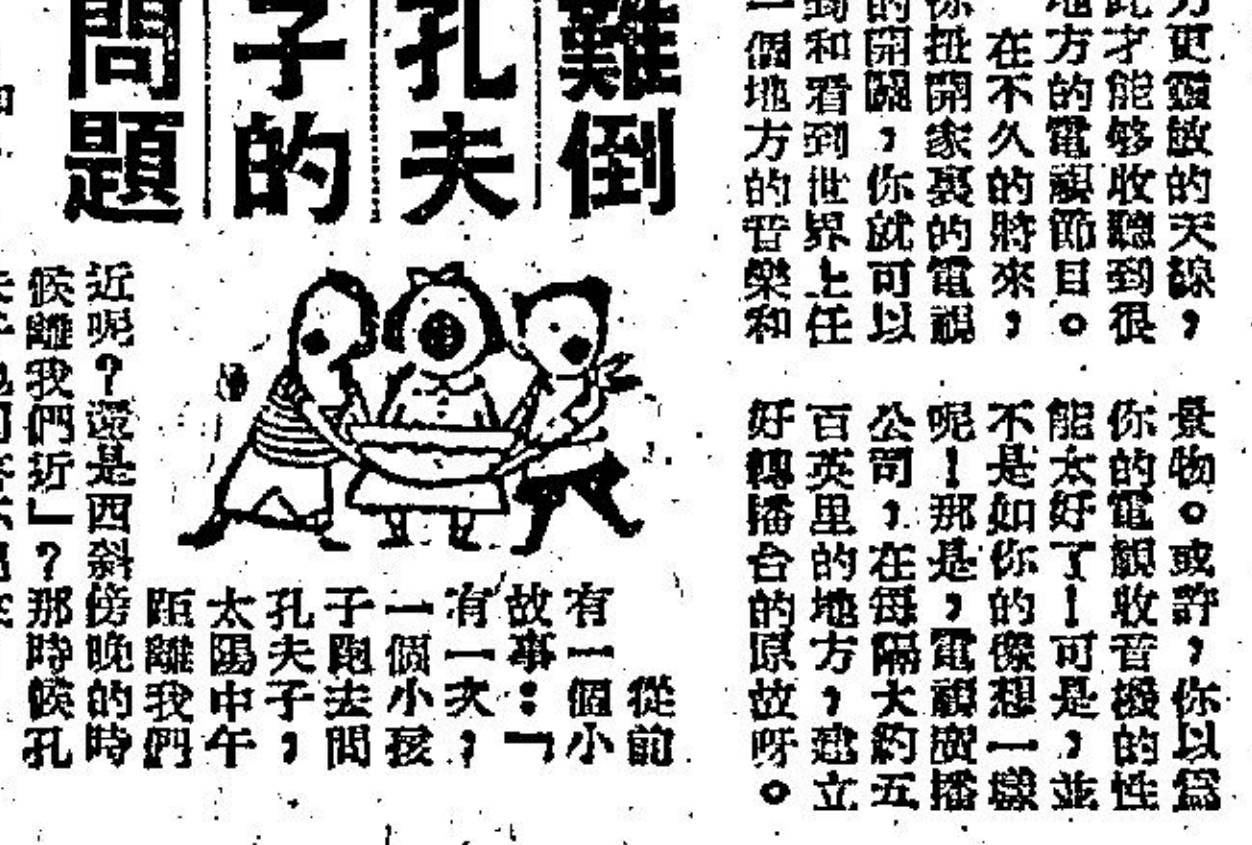 更靈敏的天線，
此才能够收聽到很
地方的電視節目。
在不久的將來，
你扭開家裏的電視
的開關，你就可以
到和看到世界上任
一個地方的音樂和
景物。或許，你以爲
你的電視收音機的性
能太好了！可是，並
不是如你的像想一樣
呢！那是，電視廣播
公司，在每隔大約五
百英里的地方，建立
好轉播台的原故呀。
難倒
孔夫
子的
問題
從前
有一個小
故事：「
有一次，
一個小孩
子跑去問
孔夫子，
太陽中午
距離我們
近呢？還是西斜傍晚的時
候離我們近」？那時候孔